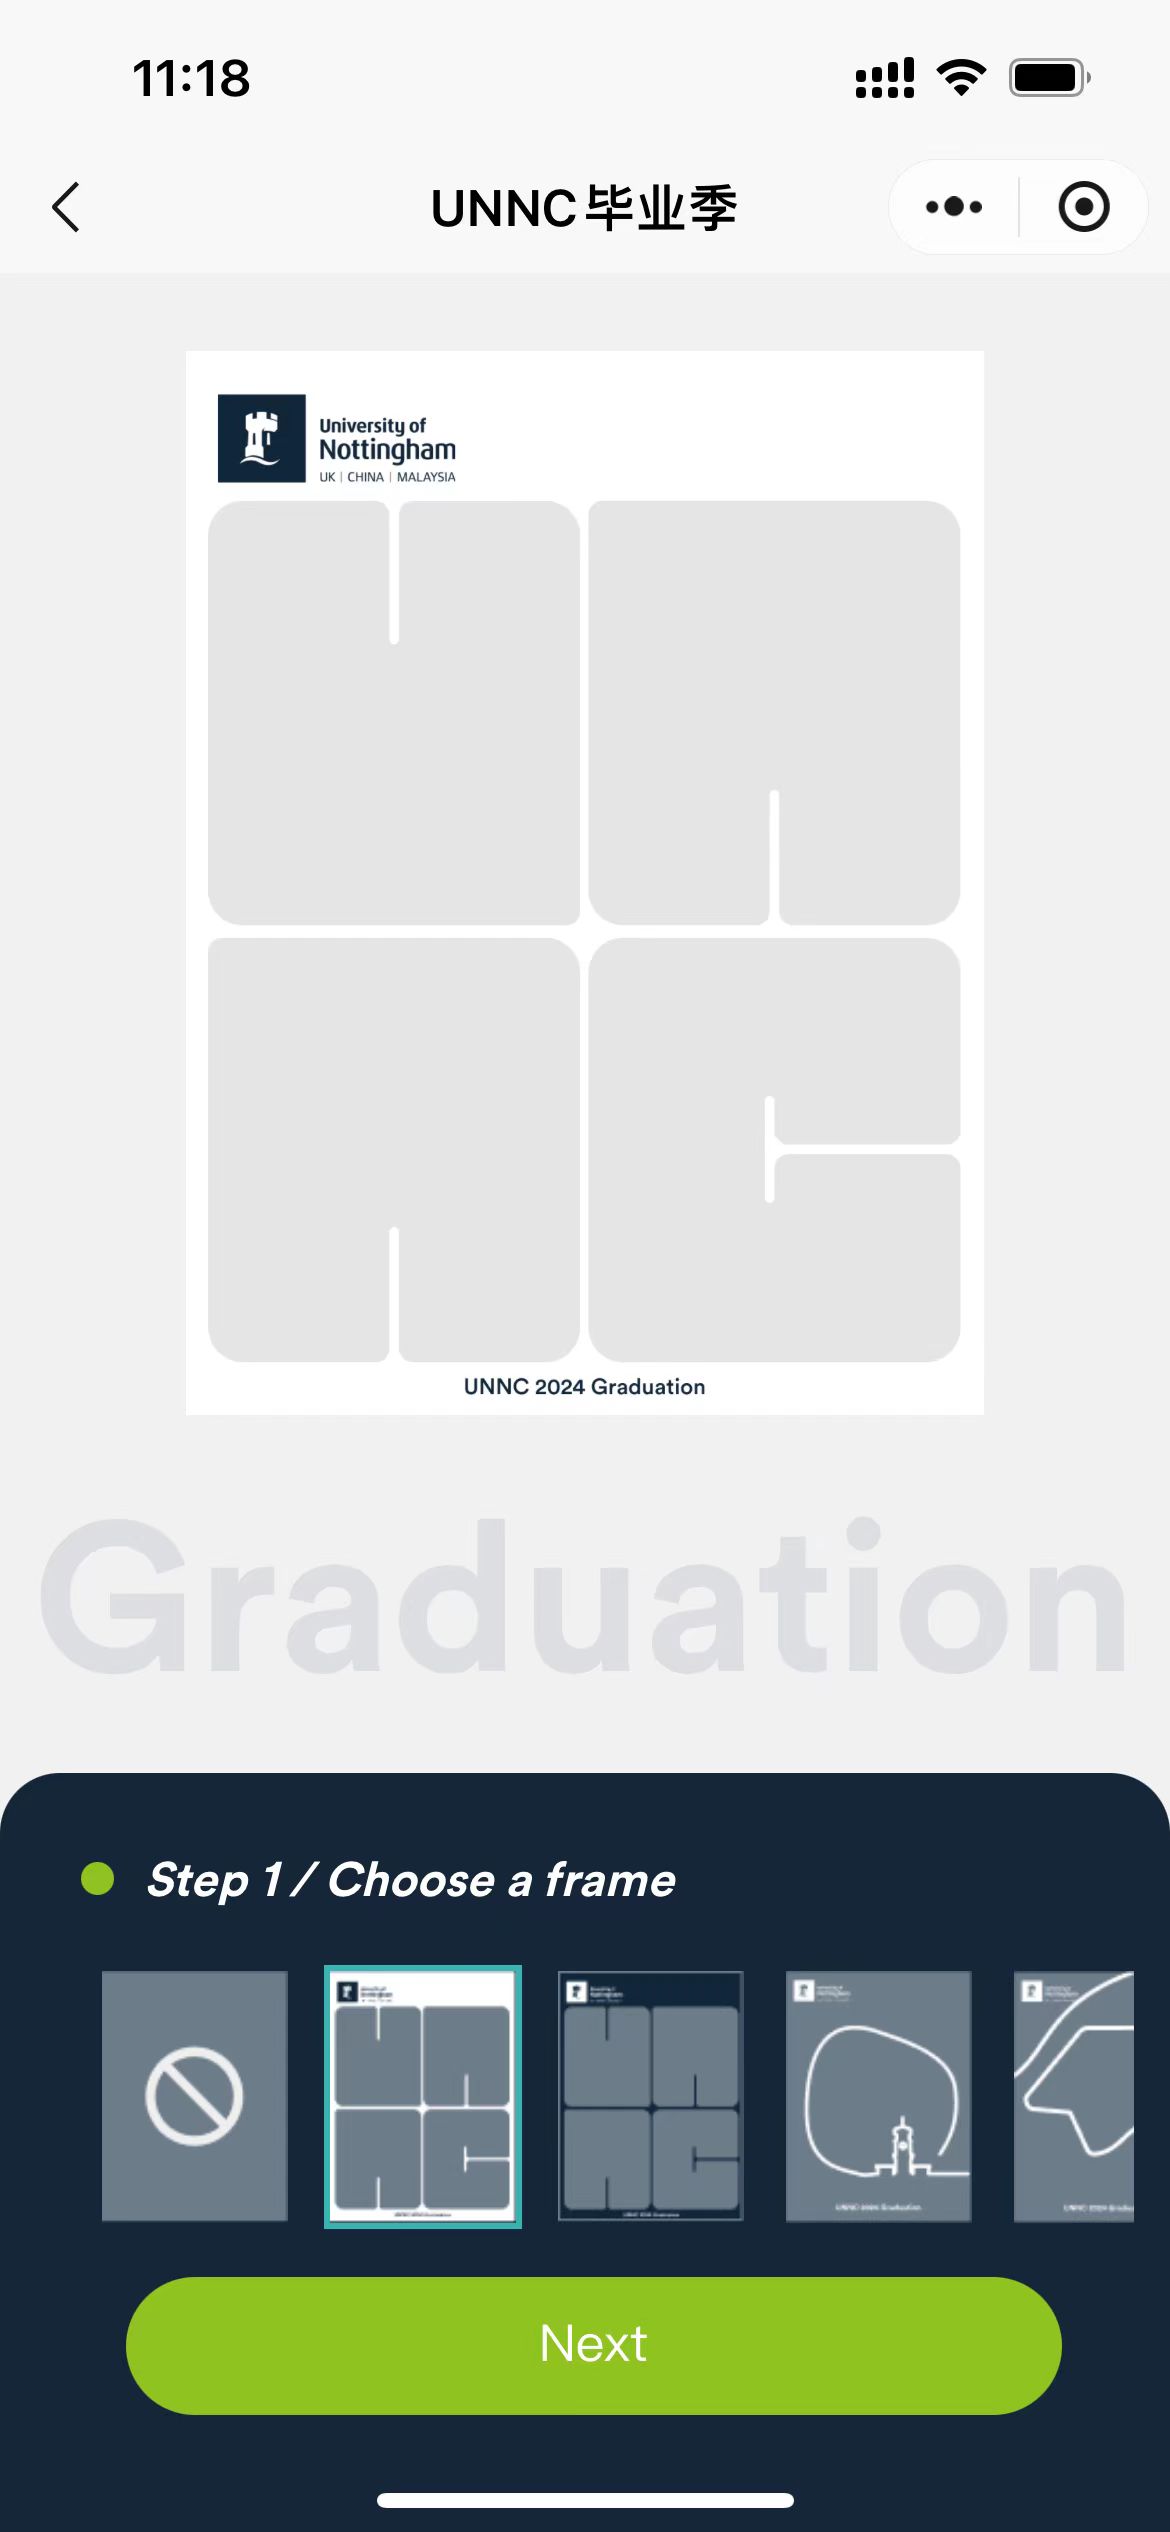 11:18
UNNC毕业季
University of
Nottingham
UK | CHINA | MALAYSIA
UNNC 2024 Graduation
Graduation
Step 1 / Choose a frame
Next